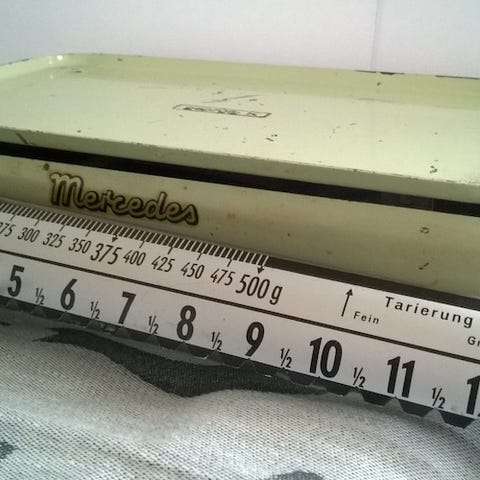 Mercedes
275 300 325 350 375 400 425 450 475 500g
Tarierung
Fein
5 ½ 6 ½ 7 ½ 8 ½ 9 ½ 10 ½ 11 ½